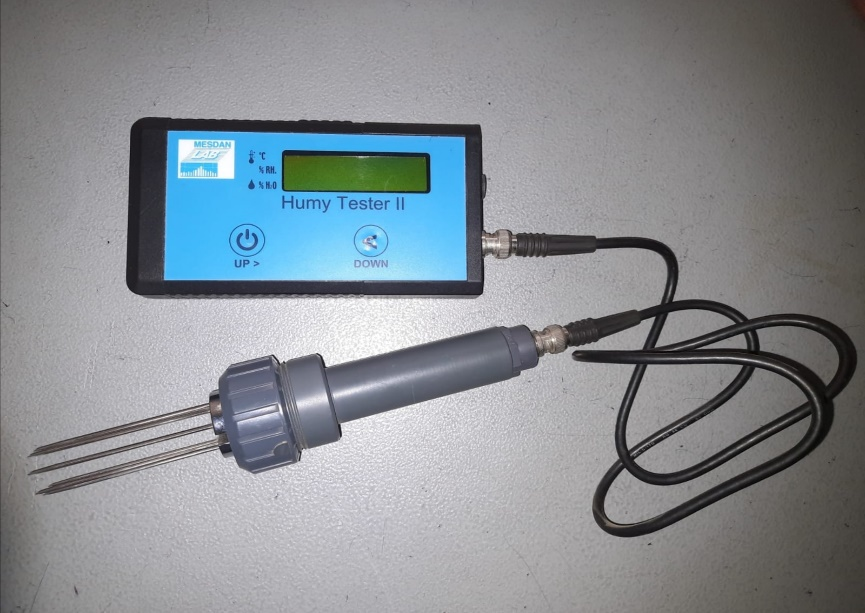 MESDAN
LAB
°C
% RH.
% H₂O
Humy Tester II
UP >
DOWN